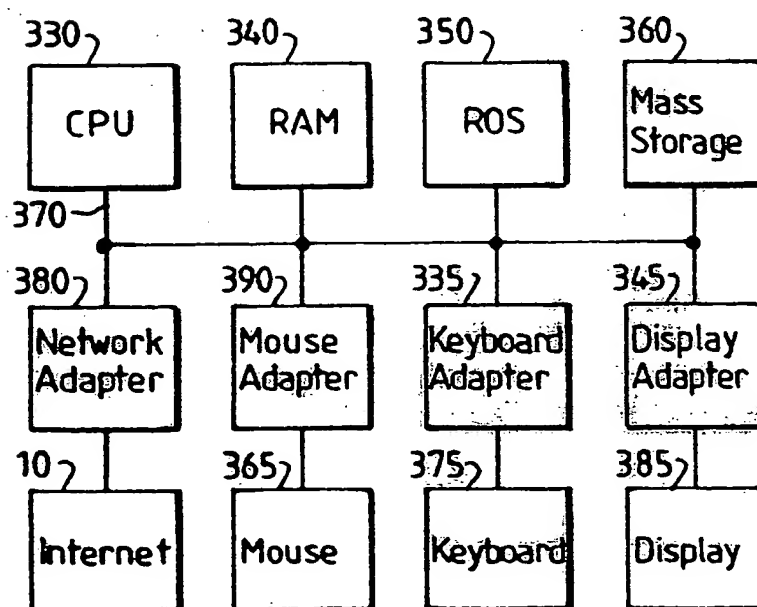 330 340 350 360
CPU RAM ROS Mass
Storage
370
380 390 335 345
Network Mouse Keyboard Display
Adapter Adapter Adapter Adapter
10 365 375 385
Internet Mouse Keyboard Display